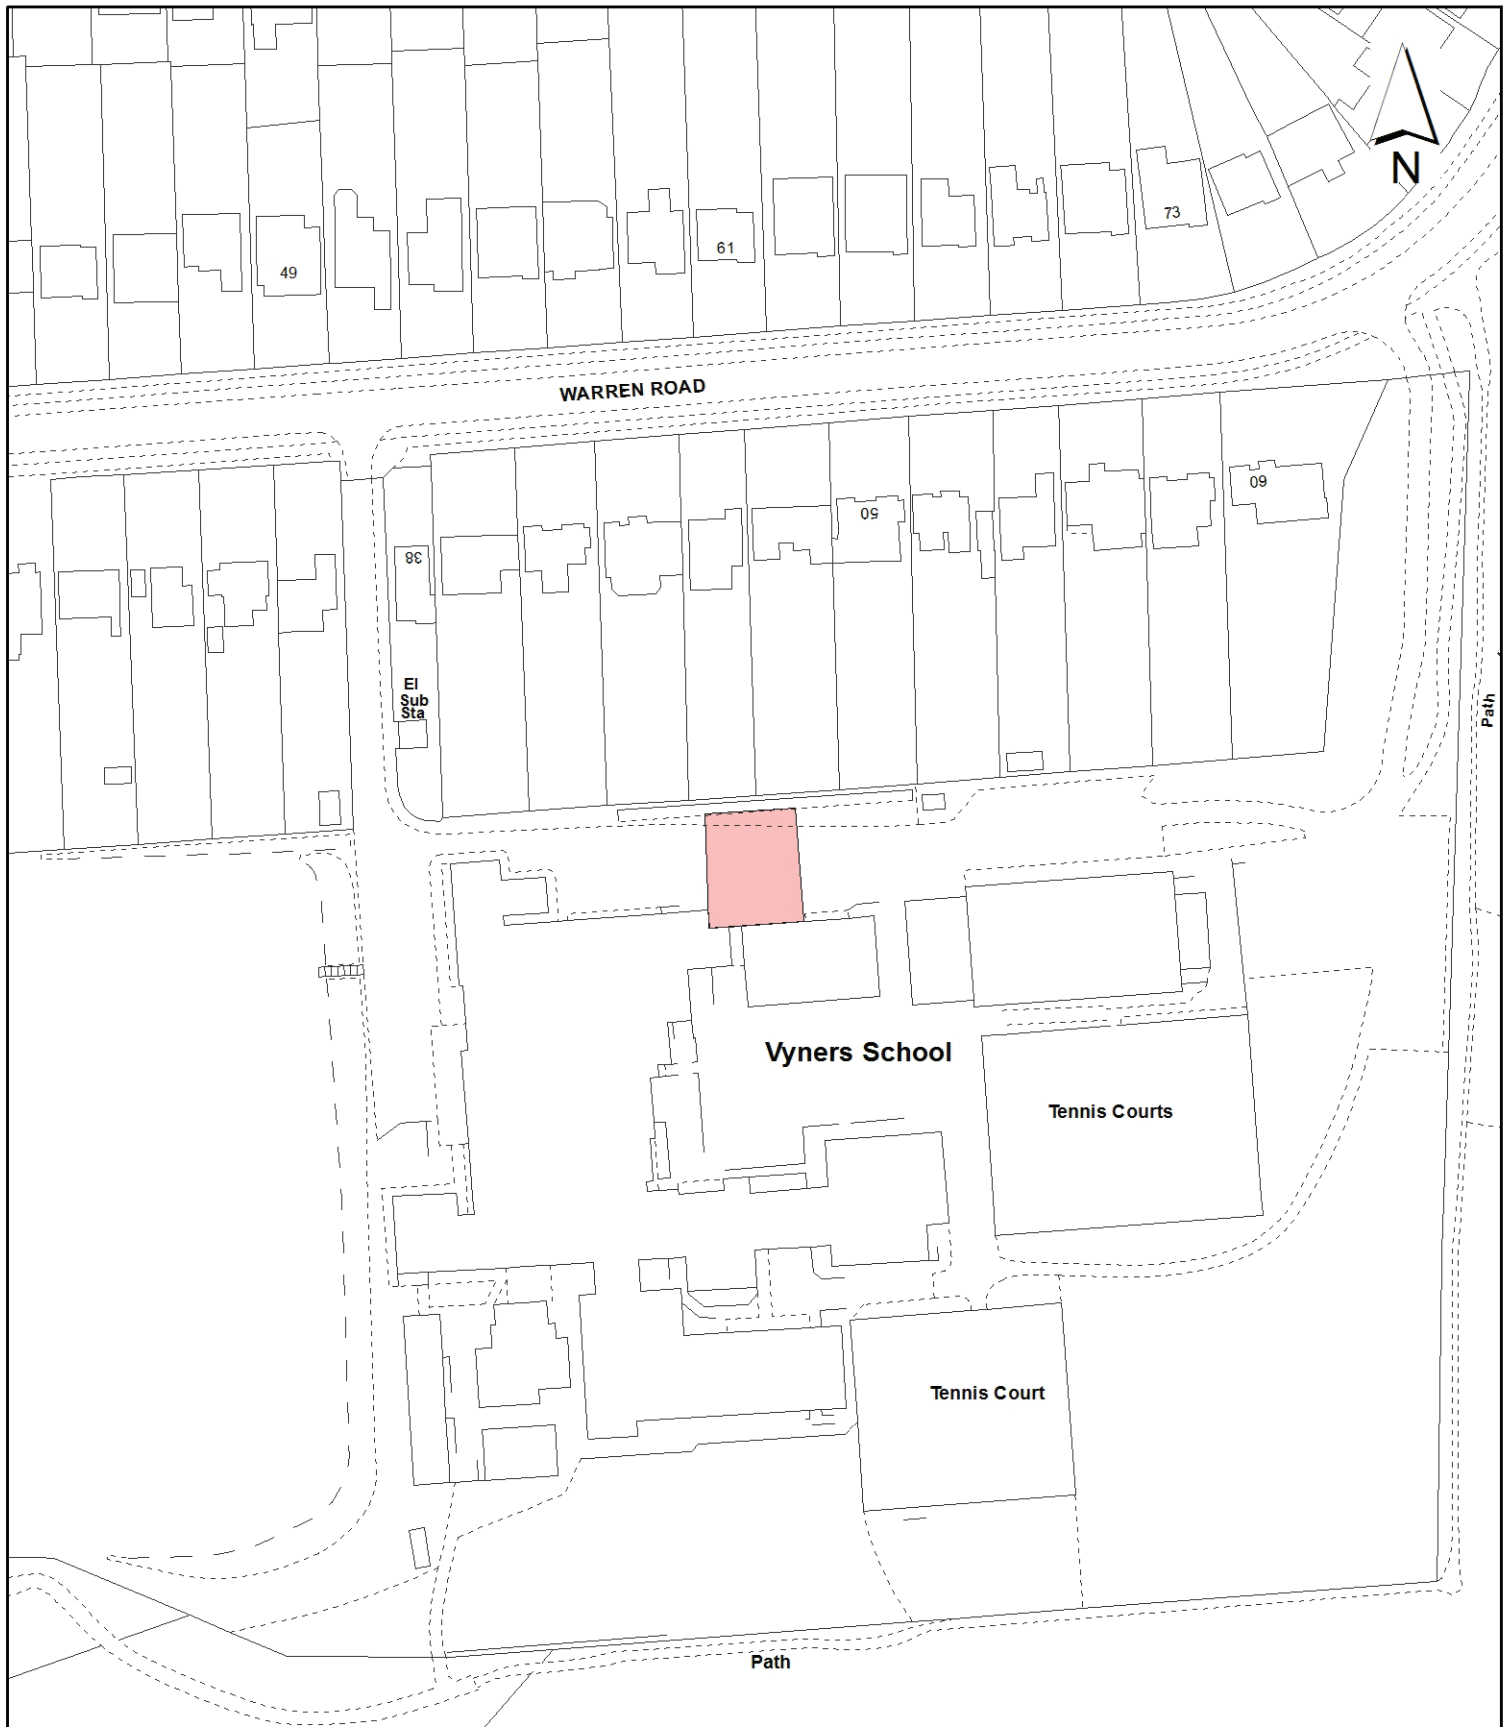 N
73
61
49
WARREN ROAD
60
50
38
El
Sub
Sta
Path
Vyners School
Tennis Courts
Tennis Court
Path